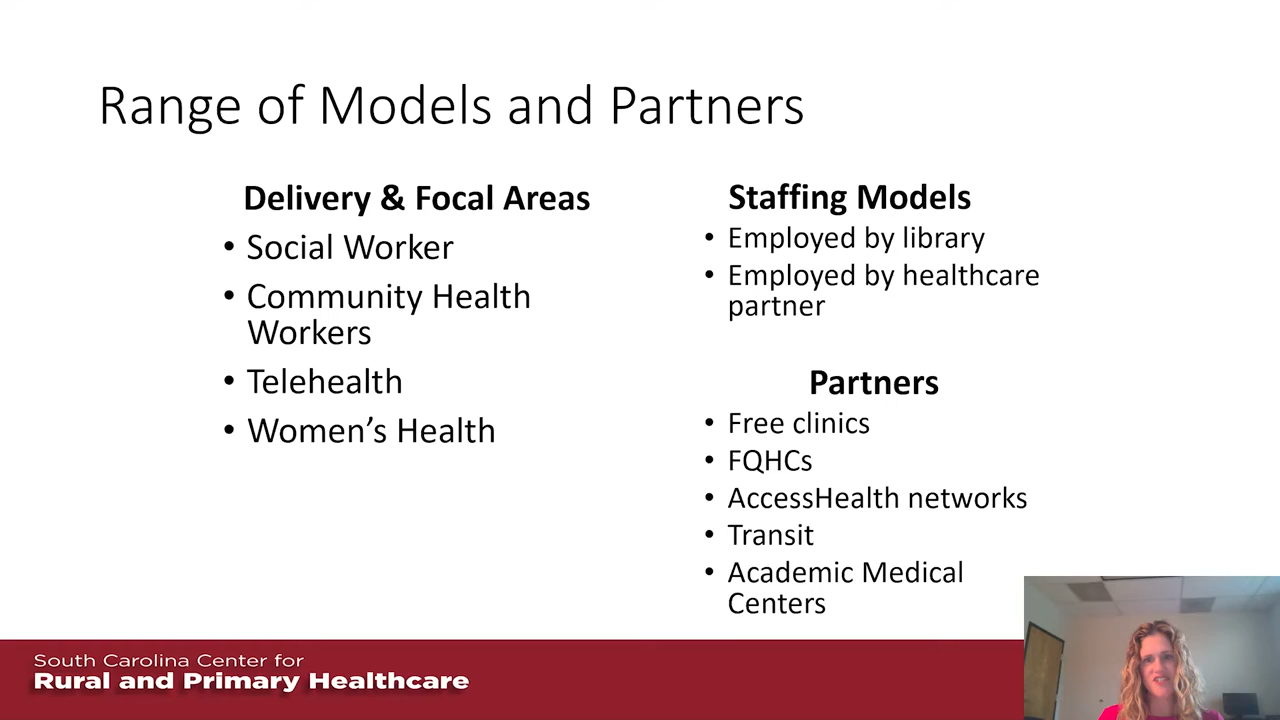 Range of Models and Partners
Delivery & Focal Areas
• Social Worker
• Community Health
Workers
• Telehealth
• Women’s Health
Staffing Models
• Employed by library
• Employed by healthcare
partner
Partners
• Free clinics
• FQHCs
• AccessHealth networks
• Transit
• Academic Medical
Centers
South Carolina Center for
Rural and Primary Healthcare